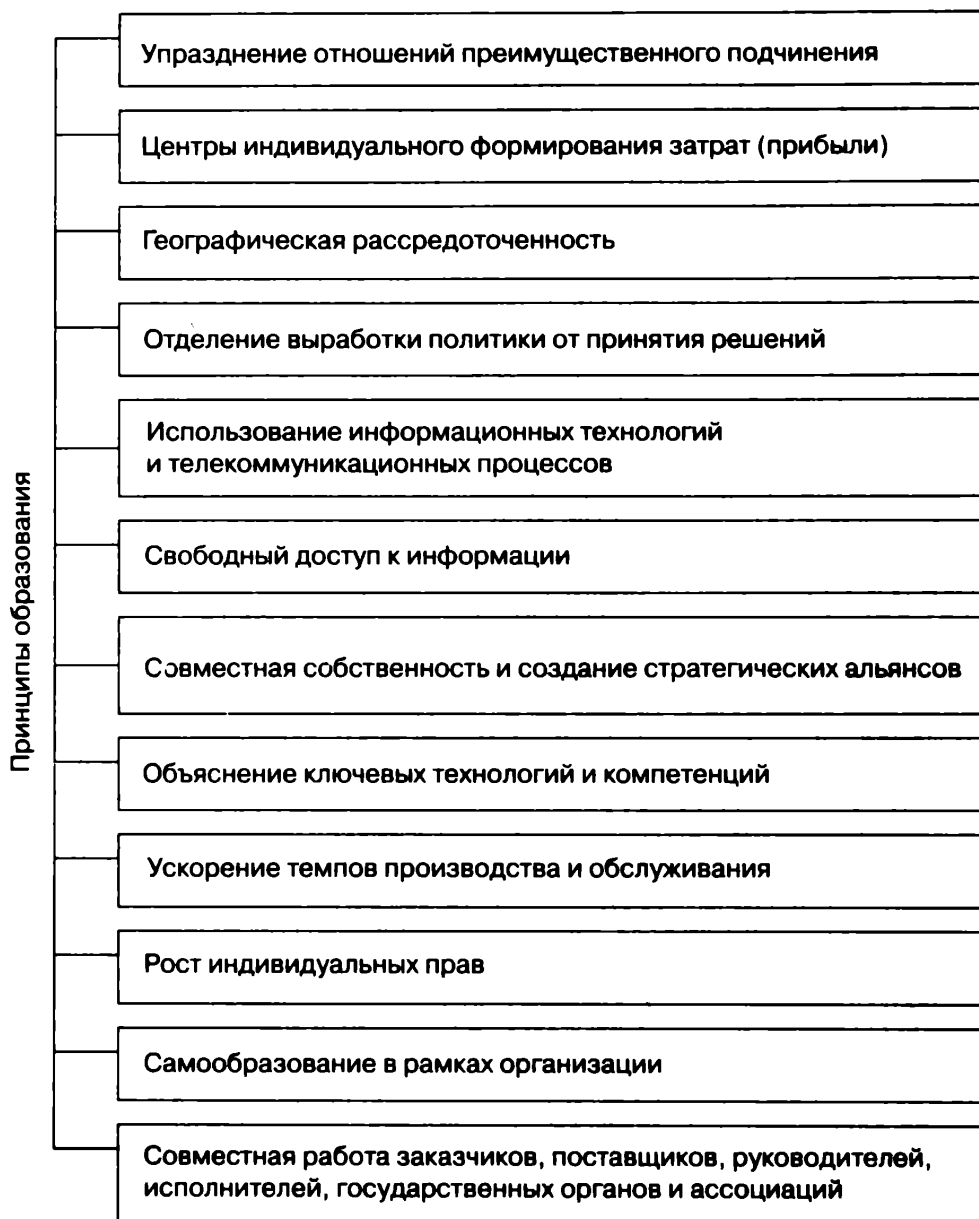 Принципы образования
Упразднение отношений преимущественного подчинения
Центры индивидуального формирования затрат (прибыли)
Географическая рассредоточенность
Отделение выработки политики от принятия решений
Использование информационных технологий
и телекоммуникационных процессов
Свободный доступ к информации
Совместная собственность и создание стратегических альянсов
Объяснение ключевых технологий и компетенций
Ускорение темпов производства и обслуживания
Рост индивидуальных прав
Самообразование в рамках организации
Совместная работа заказчиков, поставщиков, руководителей,
исполнителей, государственных органов и ассоциаций